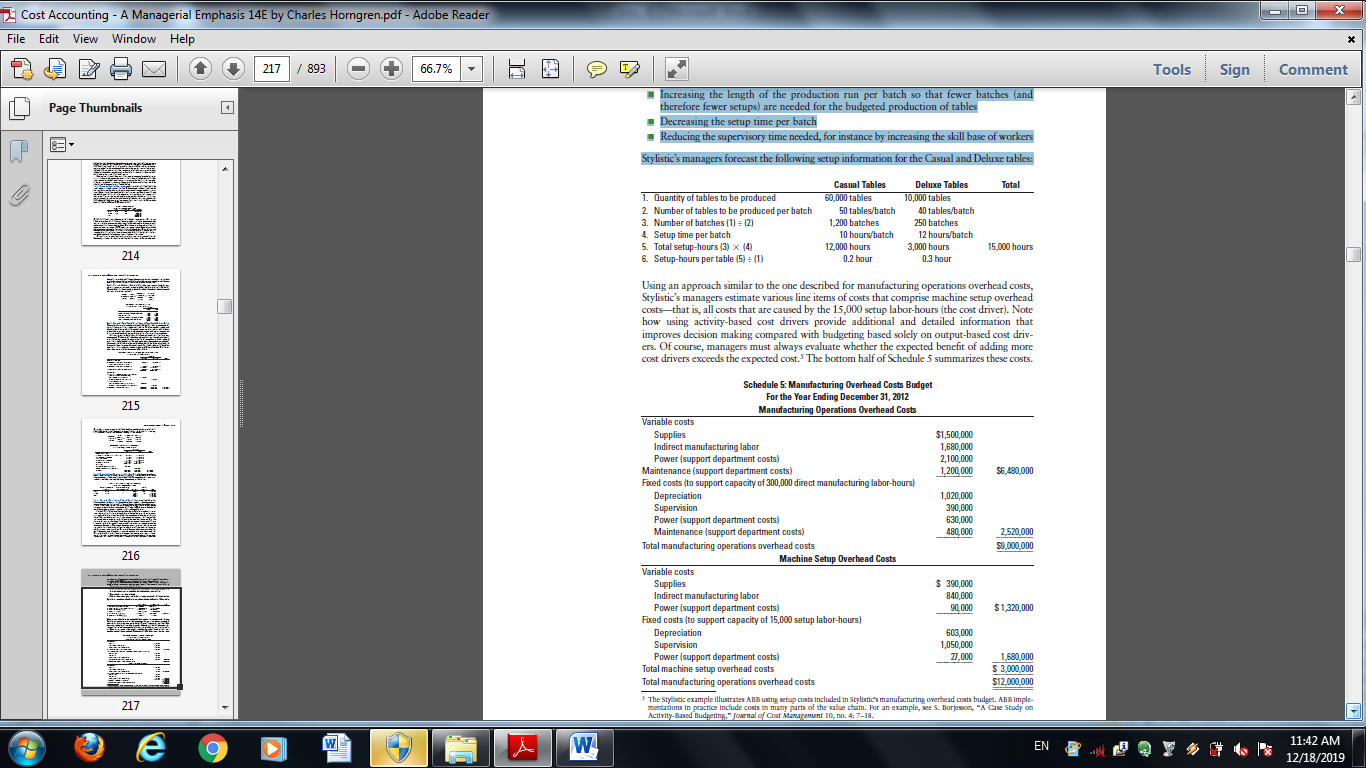 Cost Accounting - A Managerial Emphasis 14E by Charles Horngren.pdf - Adobe Reader
File Edit View Window Help
217 / 893 66.7% Tools Sign Comment
Page Thumbnails
214
215
216
217
Increasing the length of the production run per batch so that fewer batches (and
therefore fewer setups) are needed for the budgeted production of tables
Decreasing the setup time per batch
Reducing the supervisory time needed, for instance by increasing the skill base of workers
Stylistic's managers forecast the following setup information for the Casual and Deluxe tables:
Casual Tables Deluxe Tables Total
1. Quantity of tables to be produced 60,000 tables 10,000 tables
2. Number of tables to be produced per batch 50 tables/batch 40 tables/batch
3. Number of batches (1) ÷ (2) 1,200 batches 250 batches
4. Setup time per batch 10 hours/batch 12 hours/batch
5. Total setup-hours (3) × (4) 12,000 hours 3,000 hours 15,000 hours
6. Setup-hours per table (5) ÷ (1) 0.2 hour 0.3 hour
Using an approach similar to the one described for manufacturing operations overhead costs,
Stylistic's managers estimate various line items of costs that comprise machine setup overhead
costs—that is, all costs that are caused by the 15,000 setup labor-hours (the cost driver). Note
how using activity-based cost drivers provide additional and detailed information that
improves decision making compared with budgeting based solely on output-based cost driv-
ers. Of course, managers must always evaluate whether the expected benefit of adding more
cost drivers exceeds the expected cost.⁵ The bottom half of Schedule 5 summarizes these costs.
Schedule 5: Manufacturing Overhead Costs Budget
For the Year Ending December 31, 2012
Manufacturing Operations Overhead Costs
Variable costs
Supplies $1,500,000
Indirect manufacturing labor 1,680,000
Power (support department costs) 2,100,000
Maintenance (support department costs) 1,200,000 $6,480,000
Fixed costs (to support capacity of 300,000 direct manufacturing labor-hours)
Depreciation 1,020,000
Supervision 390,000
Power (support department costs) 630,000
Maintenance (support department costs) 480,000 2,520,000
Total manufacturing operations overhead costs $9,000,000
Machine Setup Overhead Costs
Variable costs
Supplies $ 390,000
Indirect manufacturing labor 840,000
Power (support department costs) 90,000 $ 1,320,000
Fixed costs (to support capacity of 15,000 setup labor-hours)
Depreciation 603,000
Supervision 1,050,000
Power (support department costs) 27,000 1,680,000
Total machine setup overhead costs $ 3,000,000
Total manufacturing operations overhead costs $12,000,000
⁵ The Stylistic example illustrates ABB using setup costs included in Stylistic's manufacturing overhead costs budget. ABB imple-
mentations in practice include costs in many parts of the value chain. For an example, see S. Borjesson, "A Case Study on
Activity-Based Budgeting," Journal of Cost Management 10, no. 4: 7–18.
EN 11:42 AM
12/18/2019